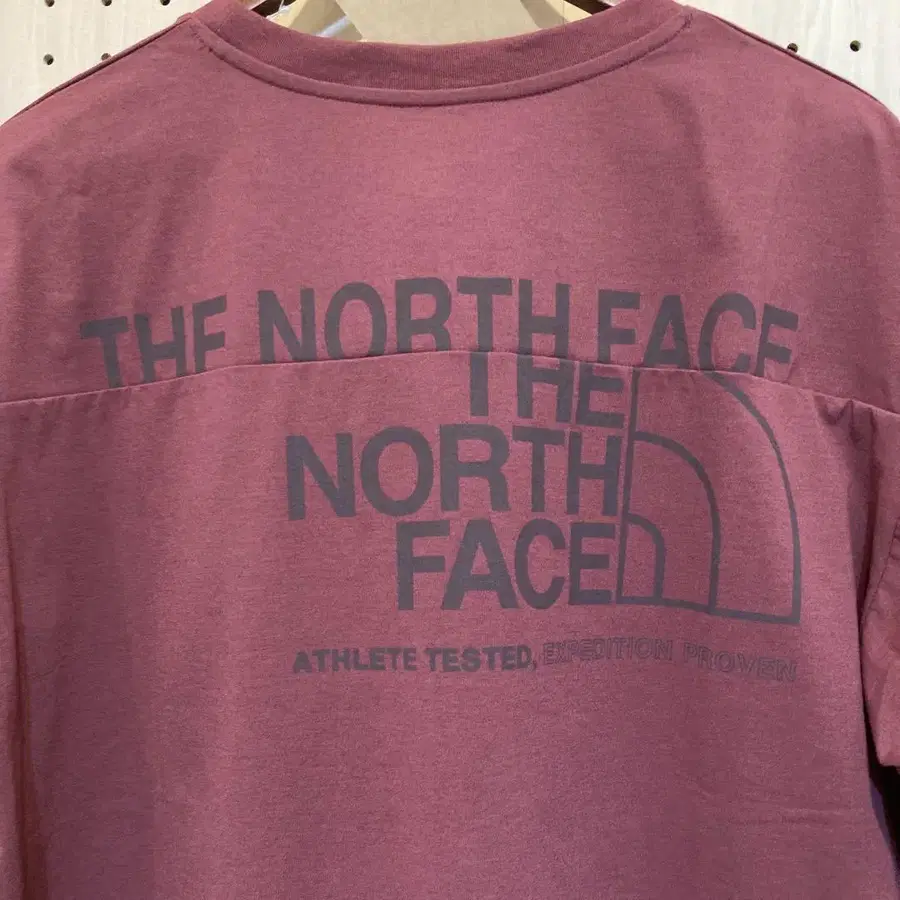 THE NORTH FACE
THE
NORTH
FACE
ATHLETE TESTED, EXPEDITION PROVEN